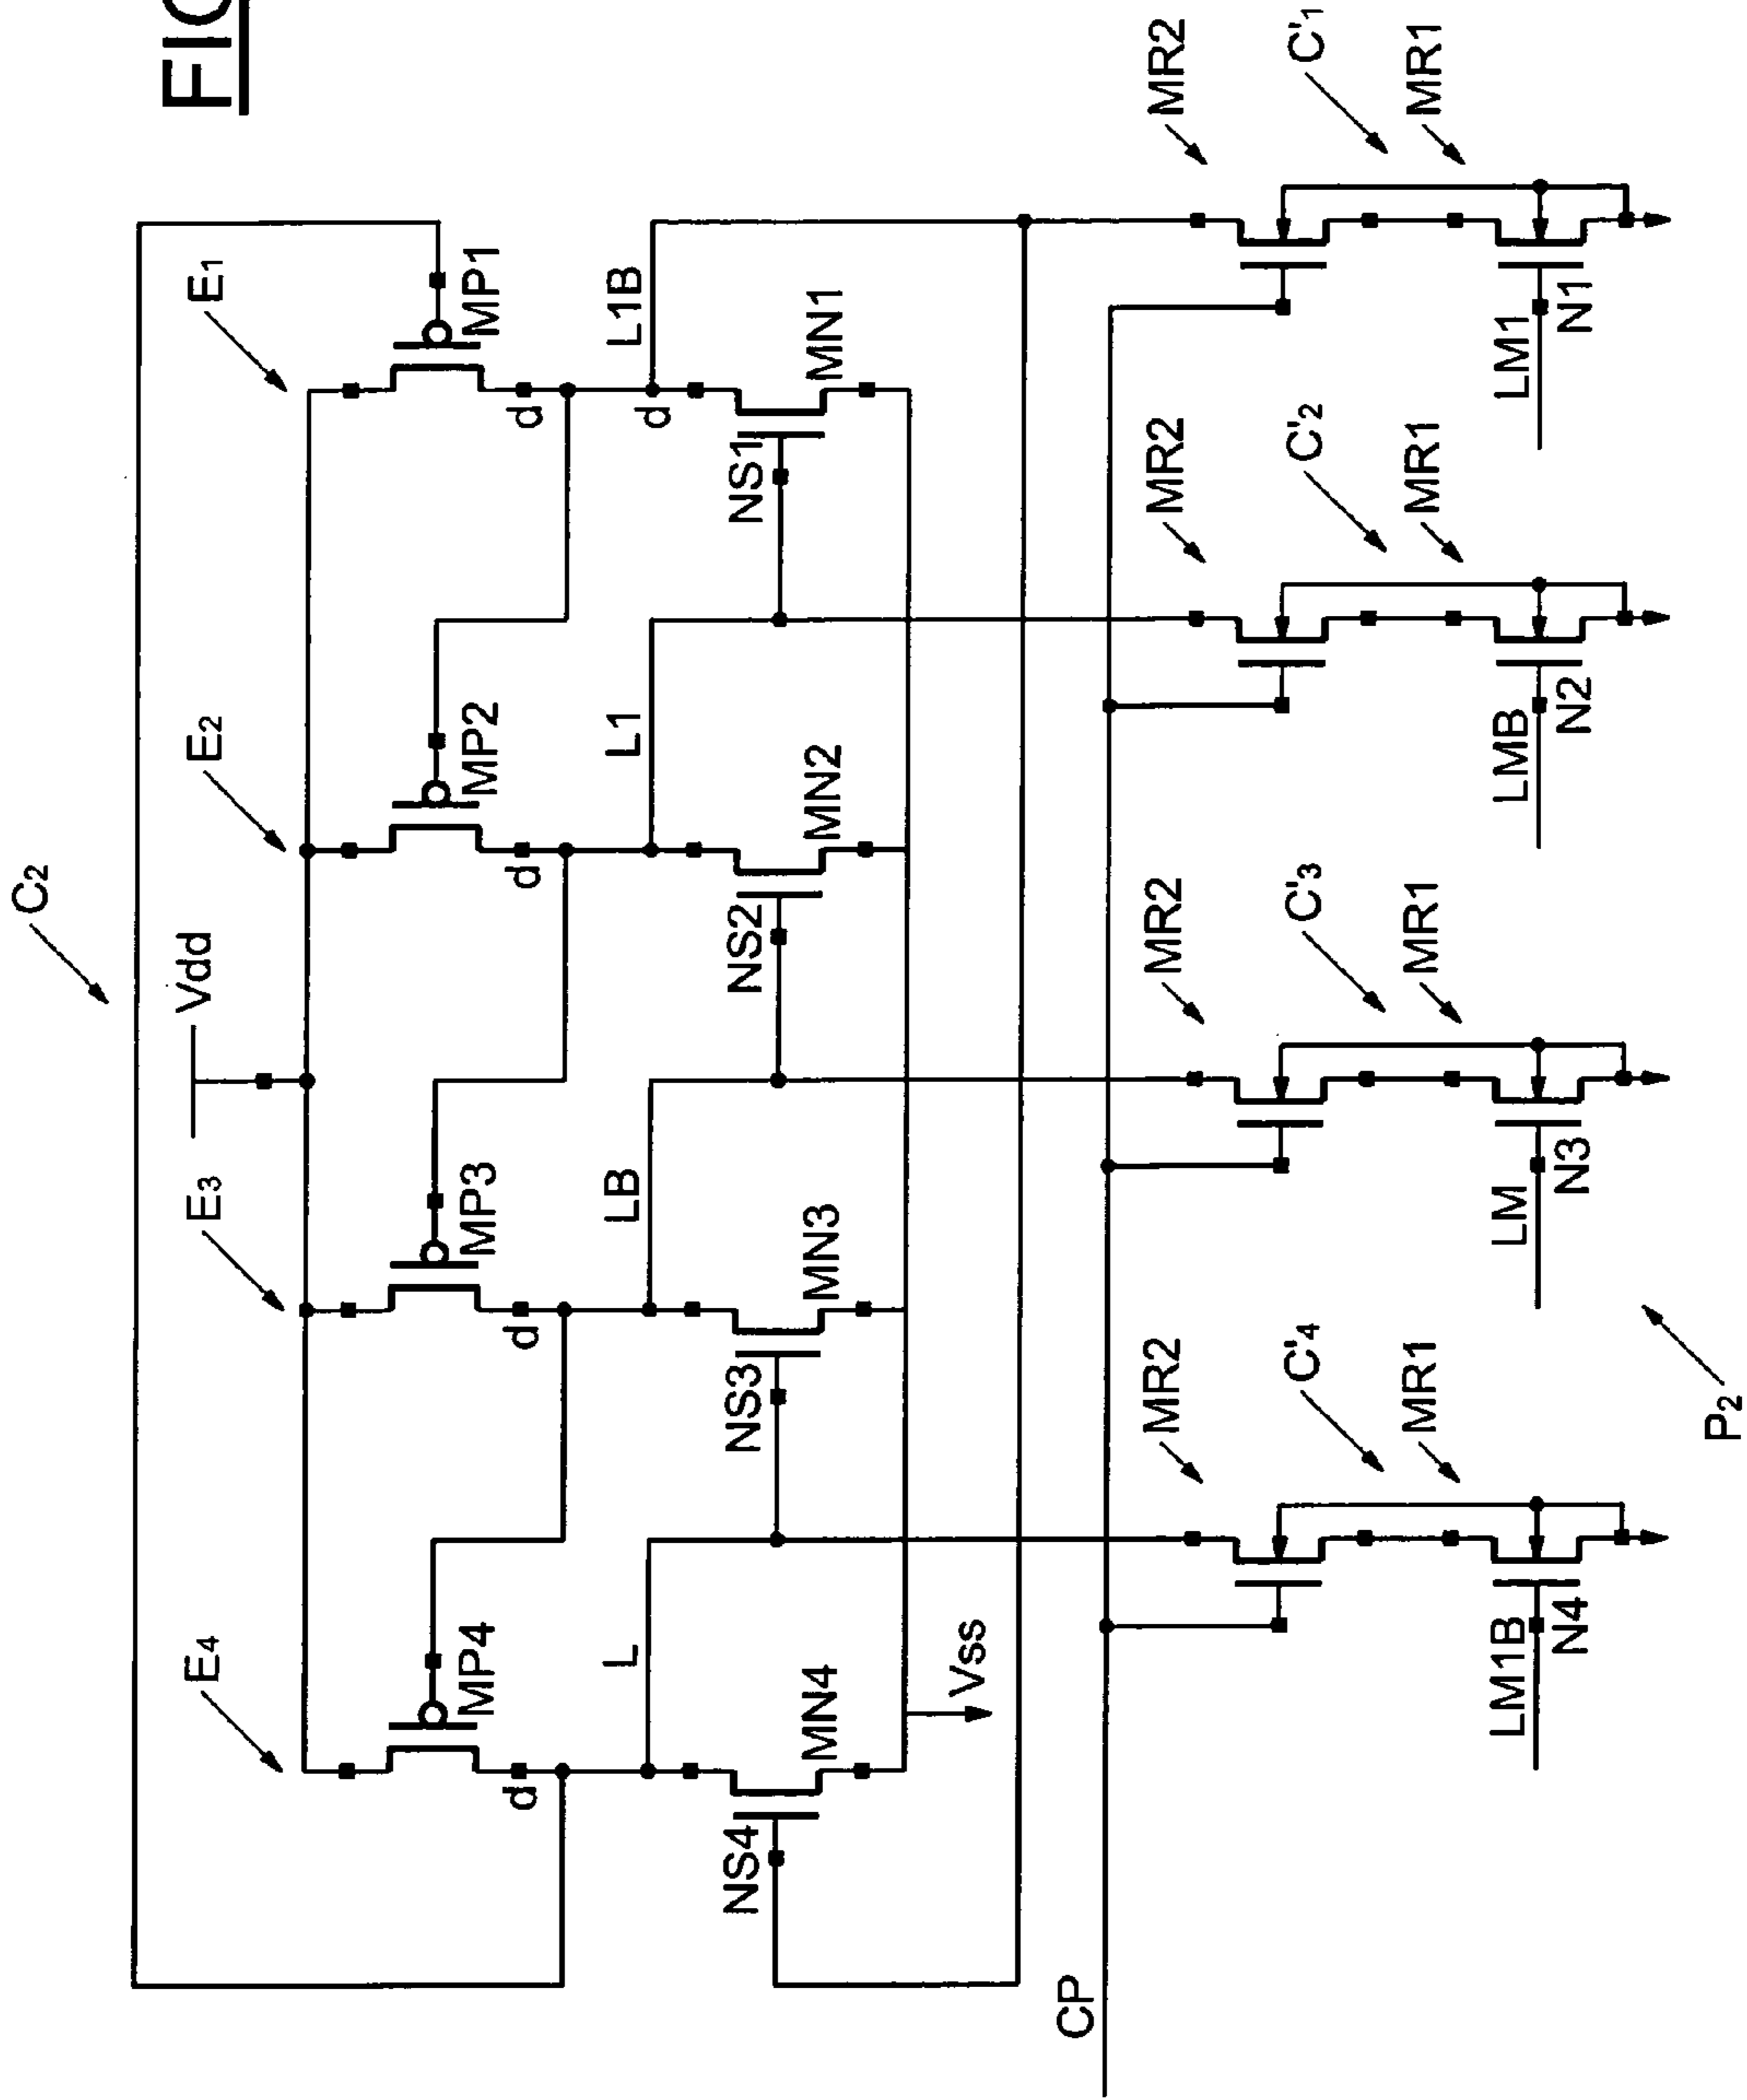 C2
Vdd
E4 E3 E2 E1
MP4 MP3 MP2 MP1
d d d d
L LB L1 L1B
d
NS4 NS3 NS2 NS1
MN4 MN3 MN2 MN1
Vss
CP
MR2 MR2 MR2 MR2
C'4 C'3 C'2 C'1
MR1 MR1 MR1 MR1
LM1B LM LMB LM1
N4 N3 N2 N1
P2